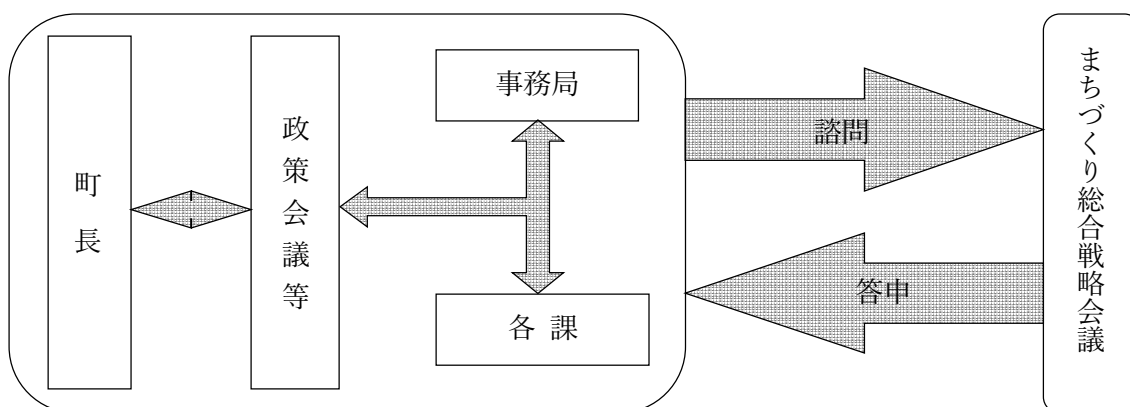 町長
政策会議等
事務局
各課
諮問
答申
まちづくり総合戦略会議